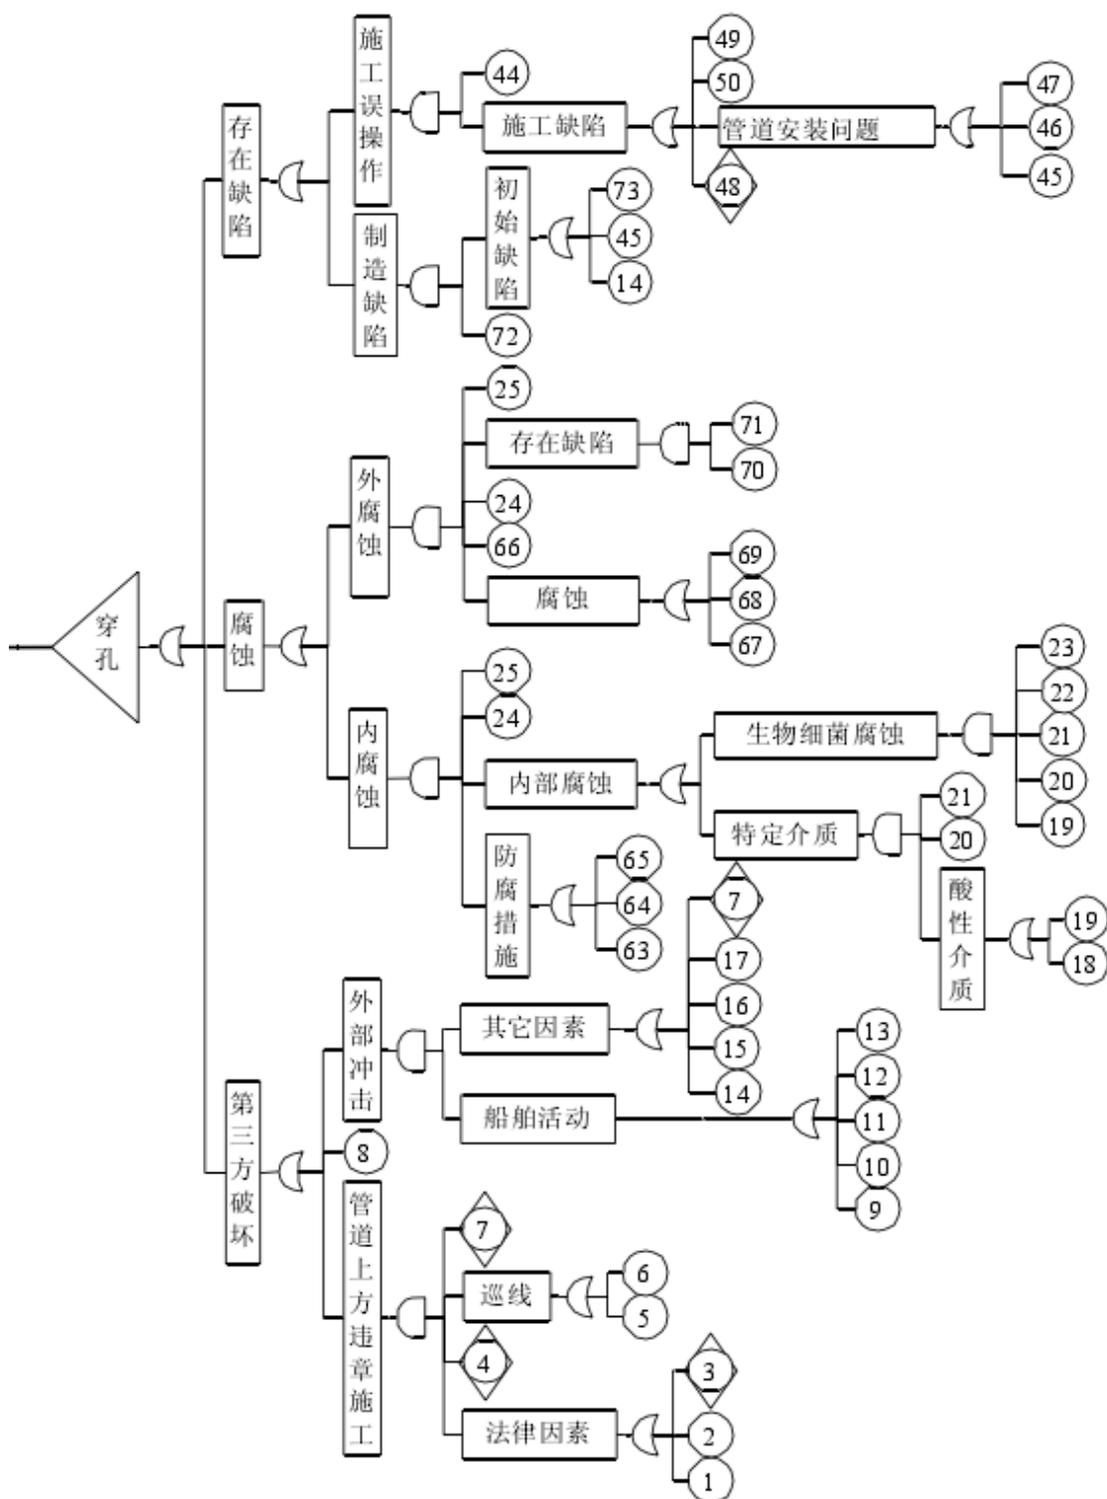 施工误操作
44
49
50
48
施工缺陷
管道安装问题
47
46
45
存在缺陷
制造缺陷
初始缺陷
73
45
14
72
25
存在缺陷
71
70
外腐蚀
24
66
腐蚀
69
68
67
穿孔
腐蚀
内腐蚀
25
24
内部腐蚀
生物细菌腐蚀
23
22
21
20
19
特定介质
21
20
酸性介质
19
18
防腐措施
65
64
63
第三方破坏
外部冲击
其它因素
7
17
16
15
14
船舶活动
13
12
11
10
9
8
管道上方违章施工
7
巡线
6
5
4
法律因素
3
2
1